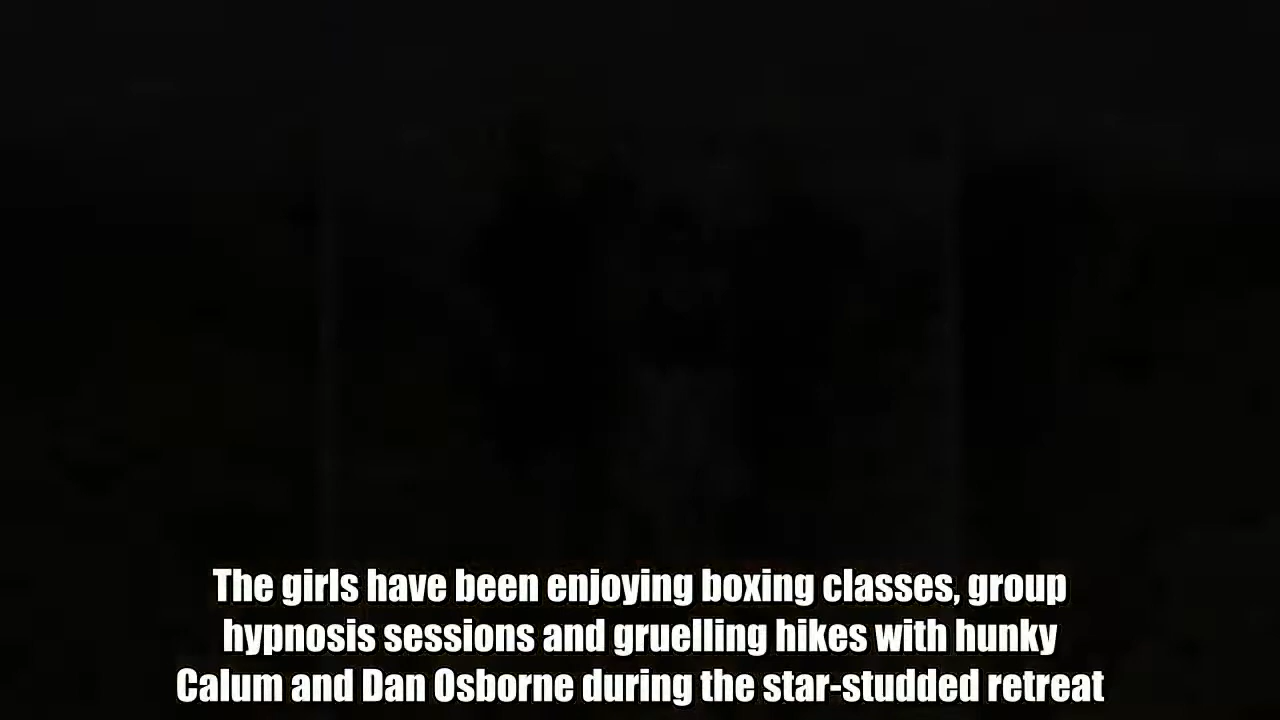 The girls have been enjoying boxing classes, group
hypnosis sessions and gruelling hikes with hunky
Calum and Dan Osborne during the star-studded retreat